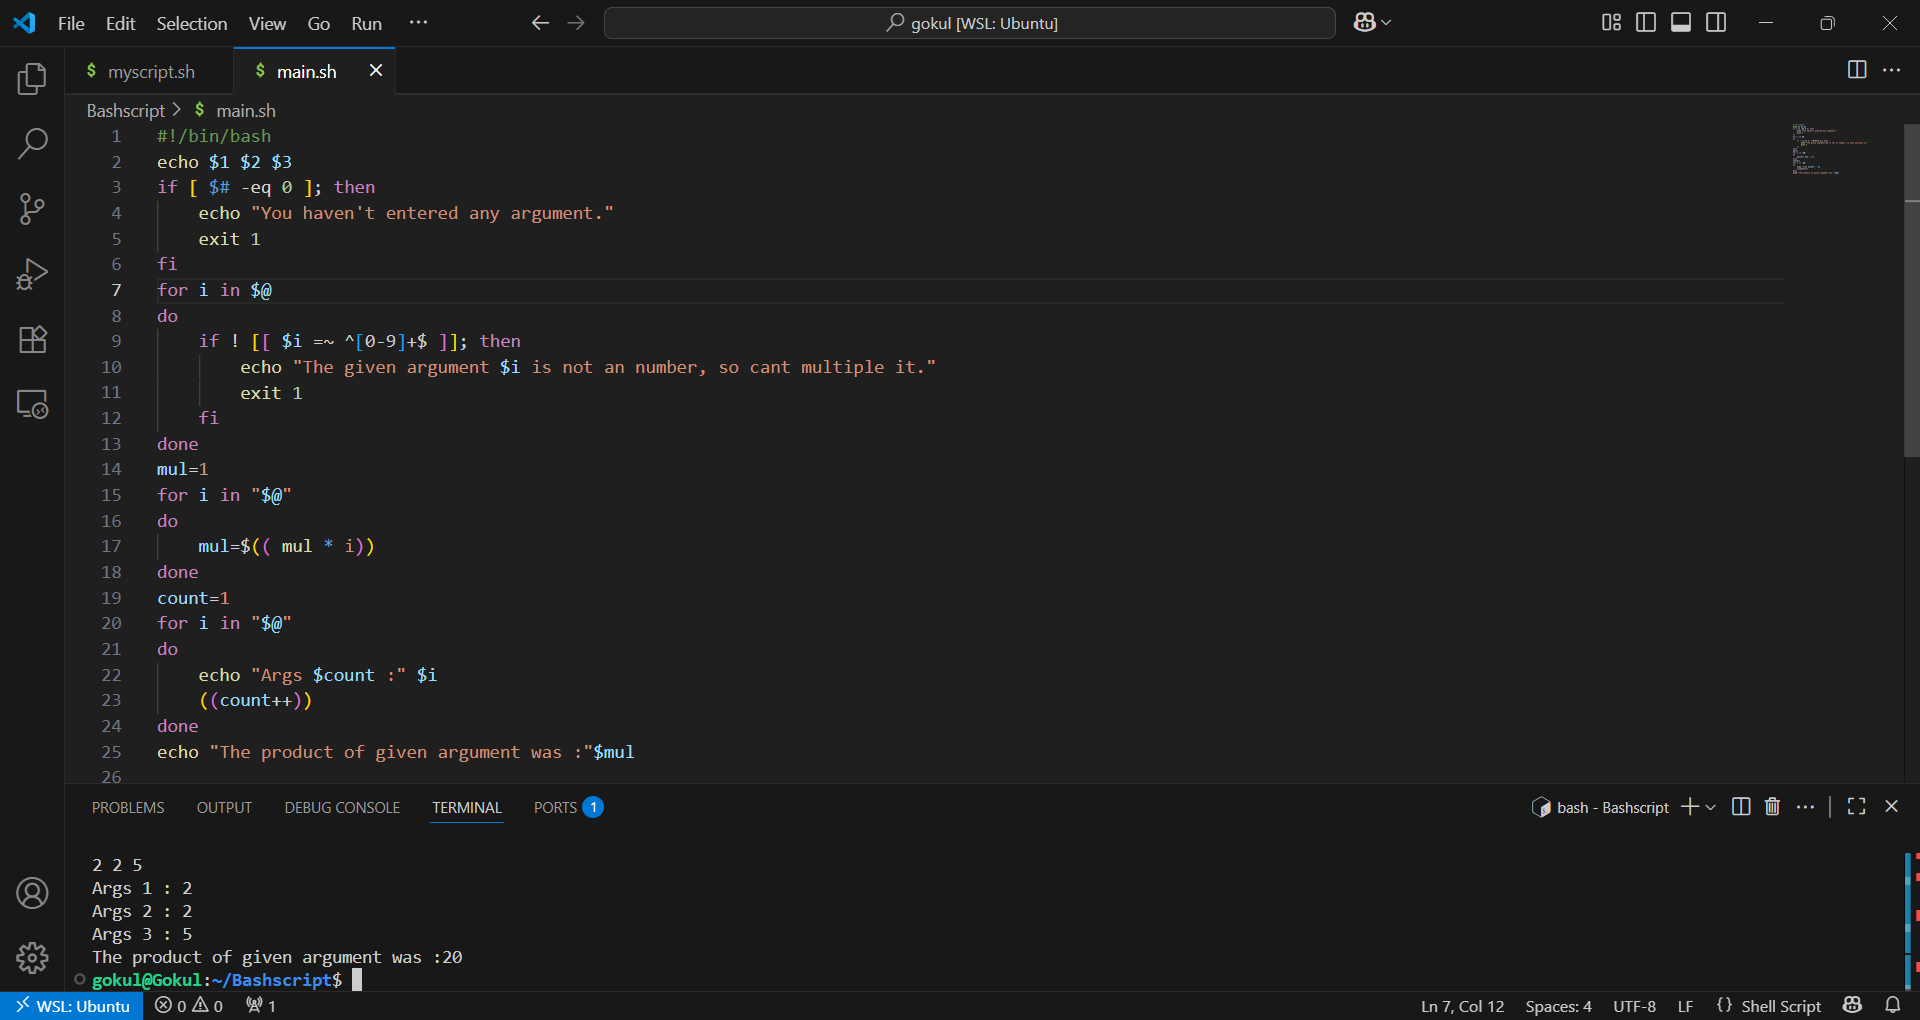 File Edit Selection View Go Run ···
gokul [WSL: Ubuntu]
$ myscript.sh
$ main.sh
Bashscript > $ main.sh
1 #!/bin/bash
2 echo $1 $2 $3
3 if [ $# -eq 0 ]; then
4 echo "You haven't entered any argument."
5 exit 1
6 fi
7 for i in $@
8 do
9 if ! [[ $i =~ ^[0-9]+$ ]]; then
10 echo "The given argument $i is not an number, so cant multiple it."
11 exit 1
12 fi
13 done
14 mul=1
15 for i in "$@"
16 do
17 mul=$(( mul * i))
18 done
19 count=1
20 for i in "$@"
21 do
22 echo "Args $count :" $i
23 ((count++))
24 done
25 echo "The product of given argument was :"$mul
26
PROBLEMS OUTPUT DEBUG CONSOLE TERMINAL PORTS 1
bash - Bashscript
2 2 5
Args 1 : 2
Args 2 : 2
Args 3 : 5
The product of given argument was :20
gokul@Gokul:~/Bashscript$
WSL: Ubuntu 0 0 1
Ln 7, Col 12 Spaces: 4 UTF-8 LF {} Shell Script